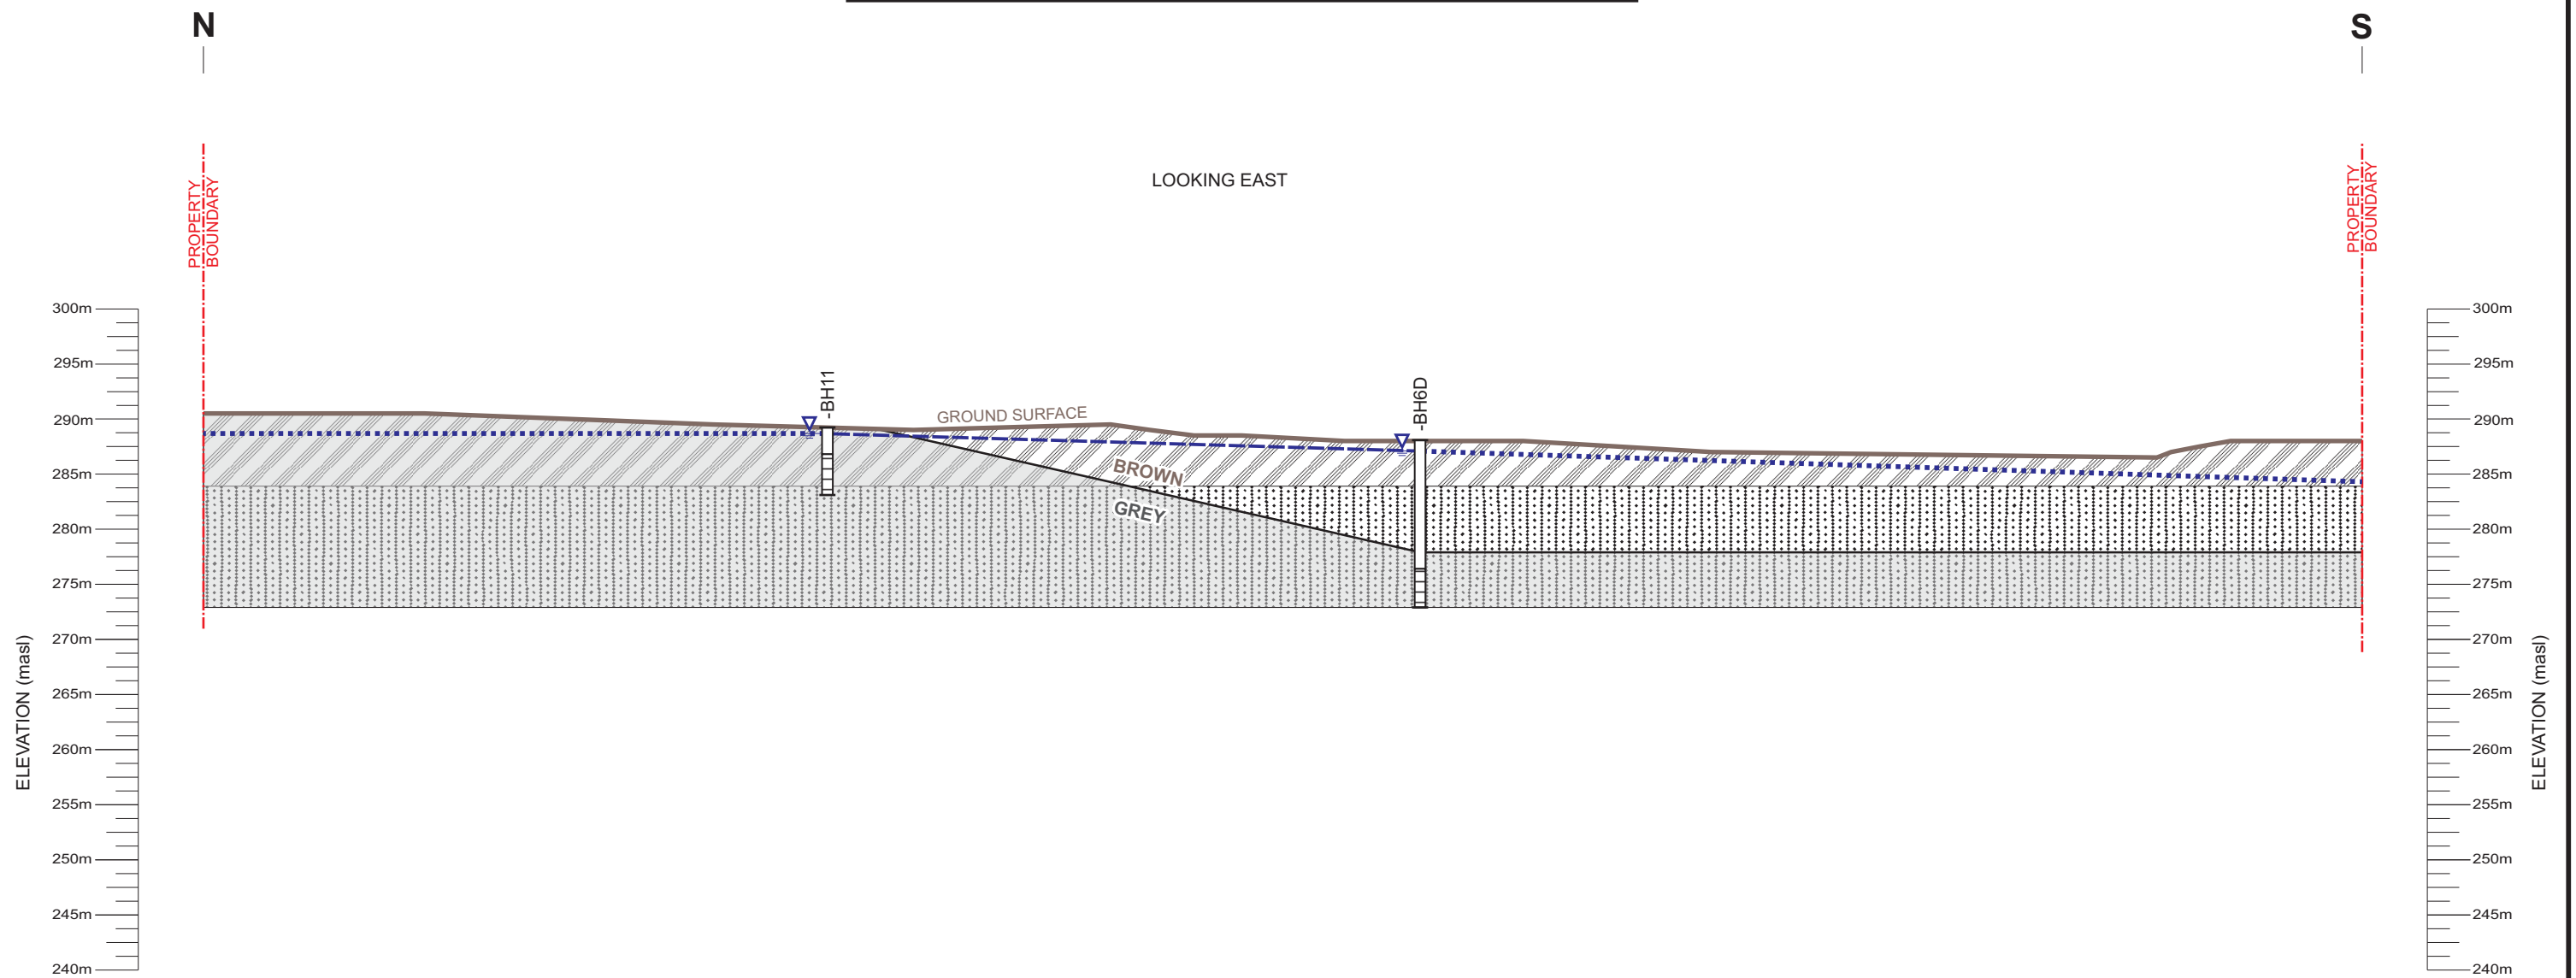 N
S
PROPERTY
BOUNDARY
PROPERTY
BOUNDARY
LOOKING EAST
300m
295m
290m
285m
280m
275m
270m
265m
260m
255m
250m
245m
240m
ELEVATION (masl)
-BH11
GROUND SURFACE
BROWN
GREY
-BH6D
300m
295m
290m
285m
280m
275m
270m
265m
260m
255m
250m
245m
240m
ELEVATION (masl)